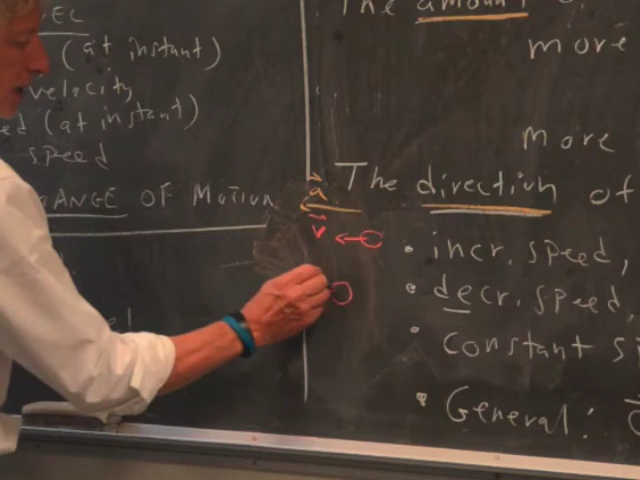 EL
(at instant)
velocity
ed (at instant)
speed
ANGE OF MOTION
The amount
more
more
a
The direction of
v
• incr. speed,
• decr. speed,
• constant s
• General: